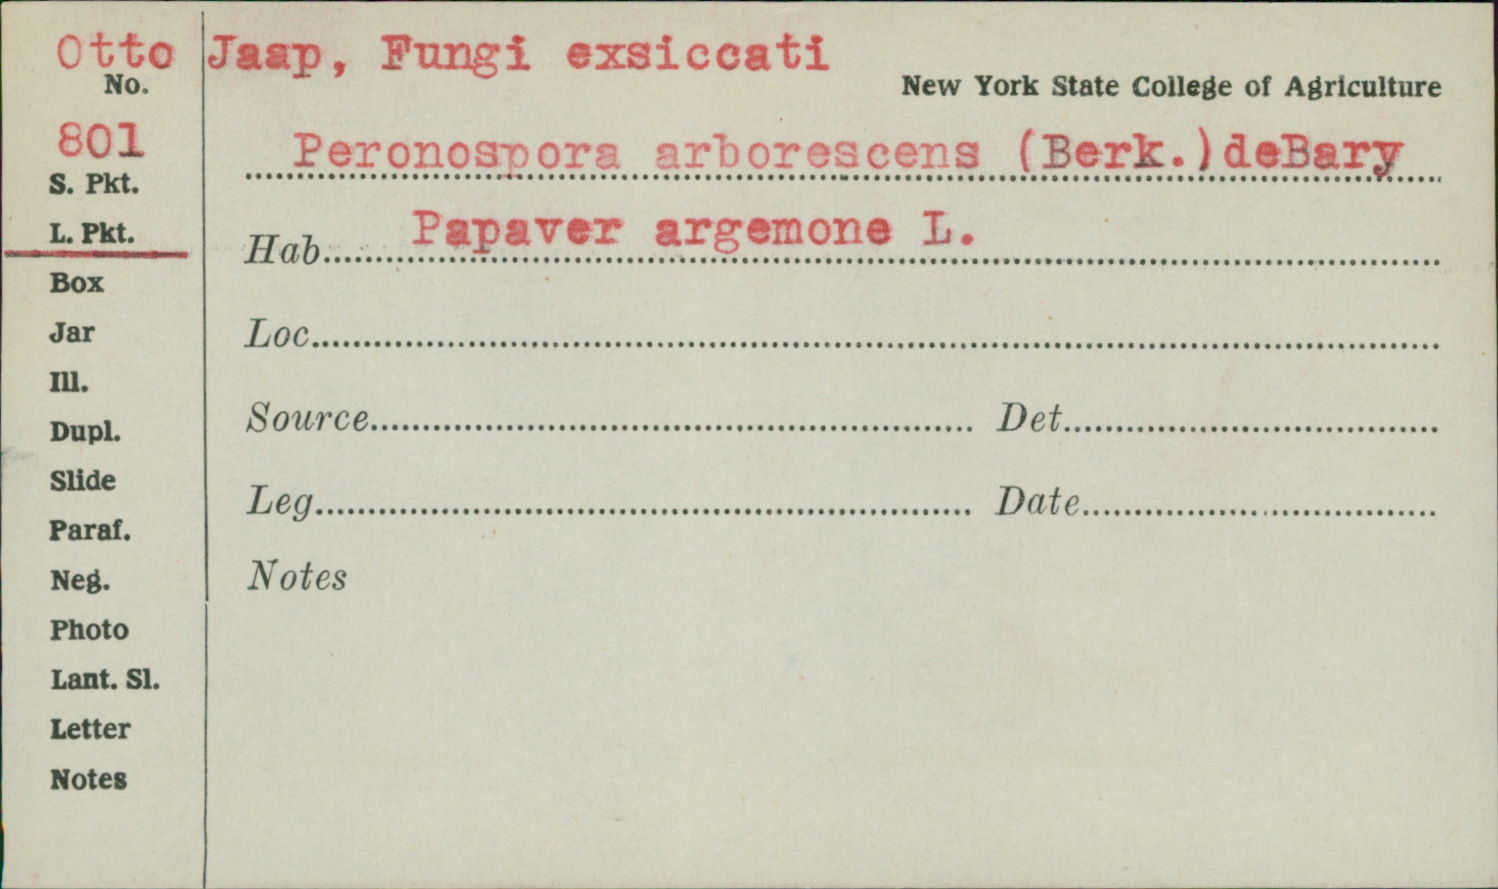 Otto Jaap, Fungi exsiccati
No.
New York State College of Agriculture
801
Peronospora arborescens (Berk.)deBary
S. Pkt.
L. Pkt.
Hab. Papaver argemone L.
Box
Jar
Loc.
Ill.
Dupl.
Source Det.
Slide
Leg. Date
Paraf.
Neg.
Notes
Photo
Lant. Sl.
Letter
Notes